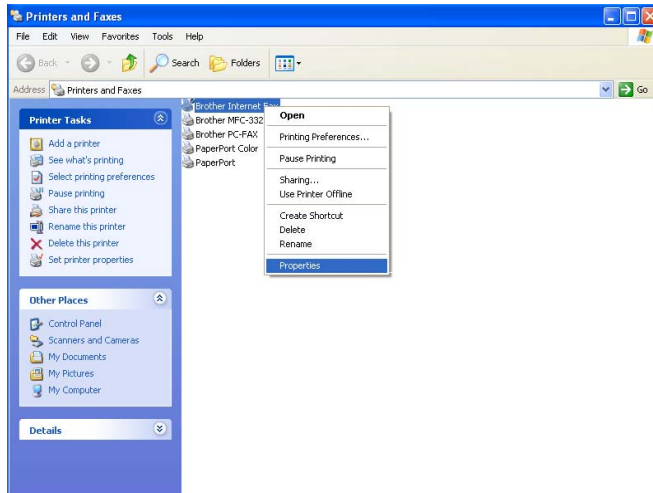 Printers and Faxes
File Edit View Favorites Tools Help
Back Search Folders
Address Printers and Faxes Go
Printer Tasks
Add a printer
See what's printing
Select printing preferences
Pause printing
Share this printer
Rename this printer
Delete this printer
Set printer properties
Other Places
Control Panel
Scanners and Cameras
My Documents
My Pictures
My Computer
Details
Brother Internet Fax
Brother MFC-332
Brother PC-FAX
PaperPort Color
PaperPort
Open
Printing Preferences...
Pause Printing
Sharing...
Use Printer Offline
Create Shortcut
Delete
Rename
Properties